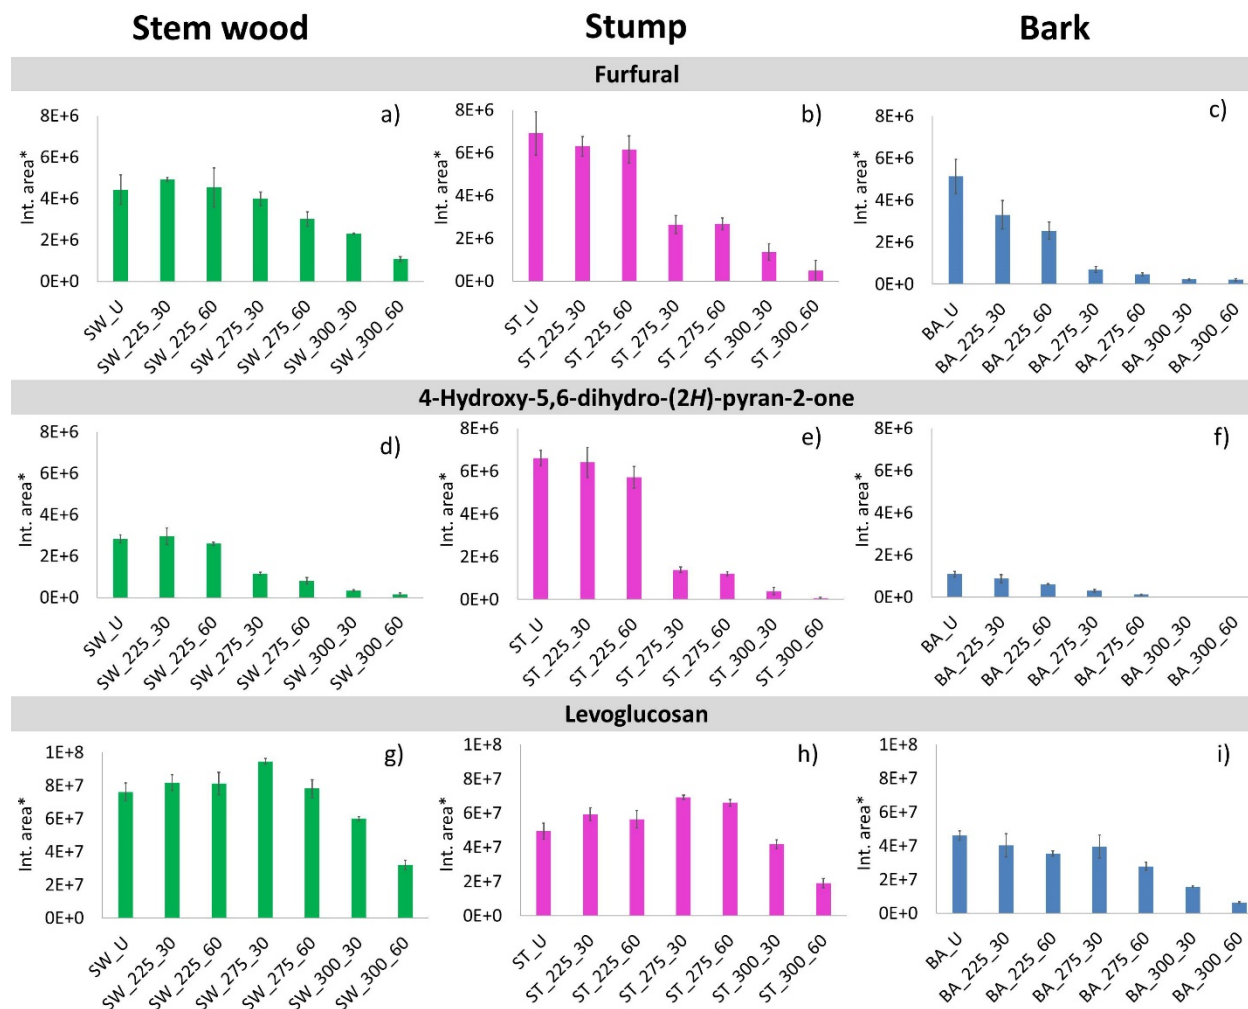 Stem wood Stump Bark
Furfural
a) b) c)
Int. area* Int. area* Int. area*
8E+6 8E+6 8E+6
6E+6 6E+6 6E+6
4E+6 4E+6 4E+6
2E+6 2E+6 2E+6
0E+0 0E+0 0E+0
SW_U SW_225_30 SW_225_60 SW_275_30 SW_275_60 SW_300_30 SW_300_60 ST_U ST_225_30 ST_225_60 ST_275_30 ST_275_60 ST_300_30 ST_300_60 BA_U BA_225_30 BA_225_60 BA_275_30 BA_275_60 BA_300_30 BA_300_60
4-Hydroxy-5,6-dihydro-(2H)-pyran-2-one
d) e) f)
Int. area* Int. area* Int. area*
8E+6 8E+6 8E+6
6E+6 6E+6 6E+6
4E+6 4E+6 4E+6
2E+6 2E+6 2E+6
0E+0 0E+0 0E+0
SW_U SW_225_30 SW_225_60 SW_275_30 SW_275_60 SW_300_30 SW_300_60 ST_U ST_225_30 ST_225_60 ST_275_30 ST_275_60 ST_300_30 ST_300_60 BA_U BA_225_30 BA_225_60 BA_275_30 BA_275_60 BA_300_30 BA_300_60
Levoglucosan
g) h) i)
Int. area* Int. area* Int. area*
1E+8 1E+8 1E+8
8E+7 8E+7 8E+7
6E+7 6E+7 6E+7
4E+7 4E+7 4E+7
2E+7 2E+7 2E+7
0E+0 0E+0 0E+0
SW_U SW_225_30 SW_225_60 SW_275_30 SW_275_60 SW_300_30 SW_300_60 ST_U ST_225_30 ST_225_60 ST_275_30 ST_275_60 ST_300_30 ST_300_60 BA_U BA_225_30 BA_225_60 BA_275_30 BA_275_60 BA_300_30 BA_300_60